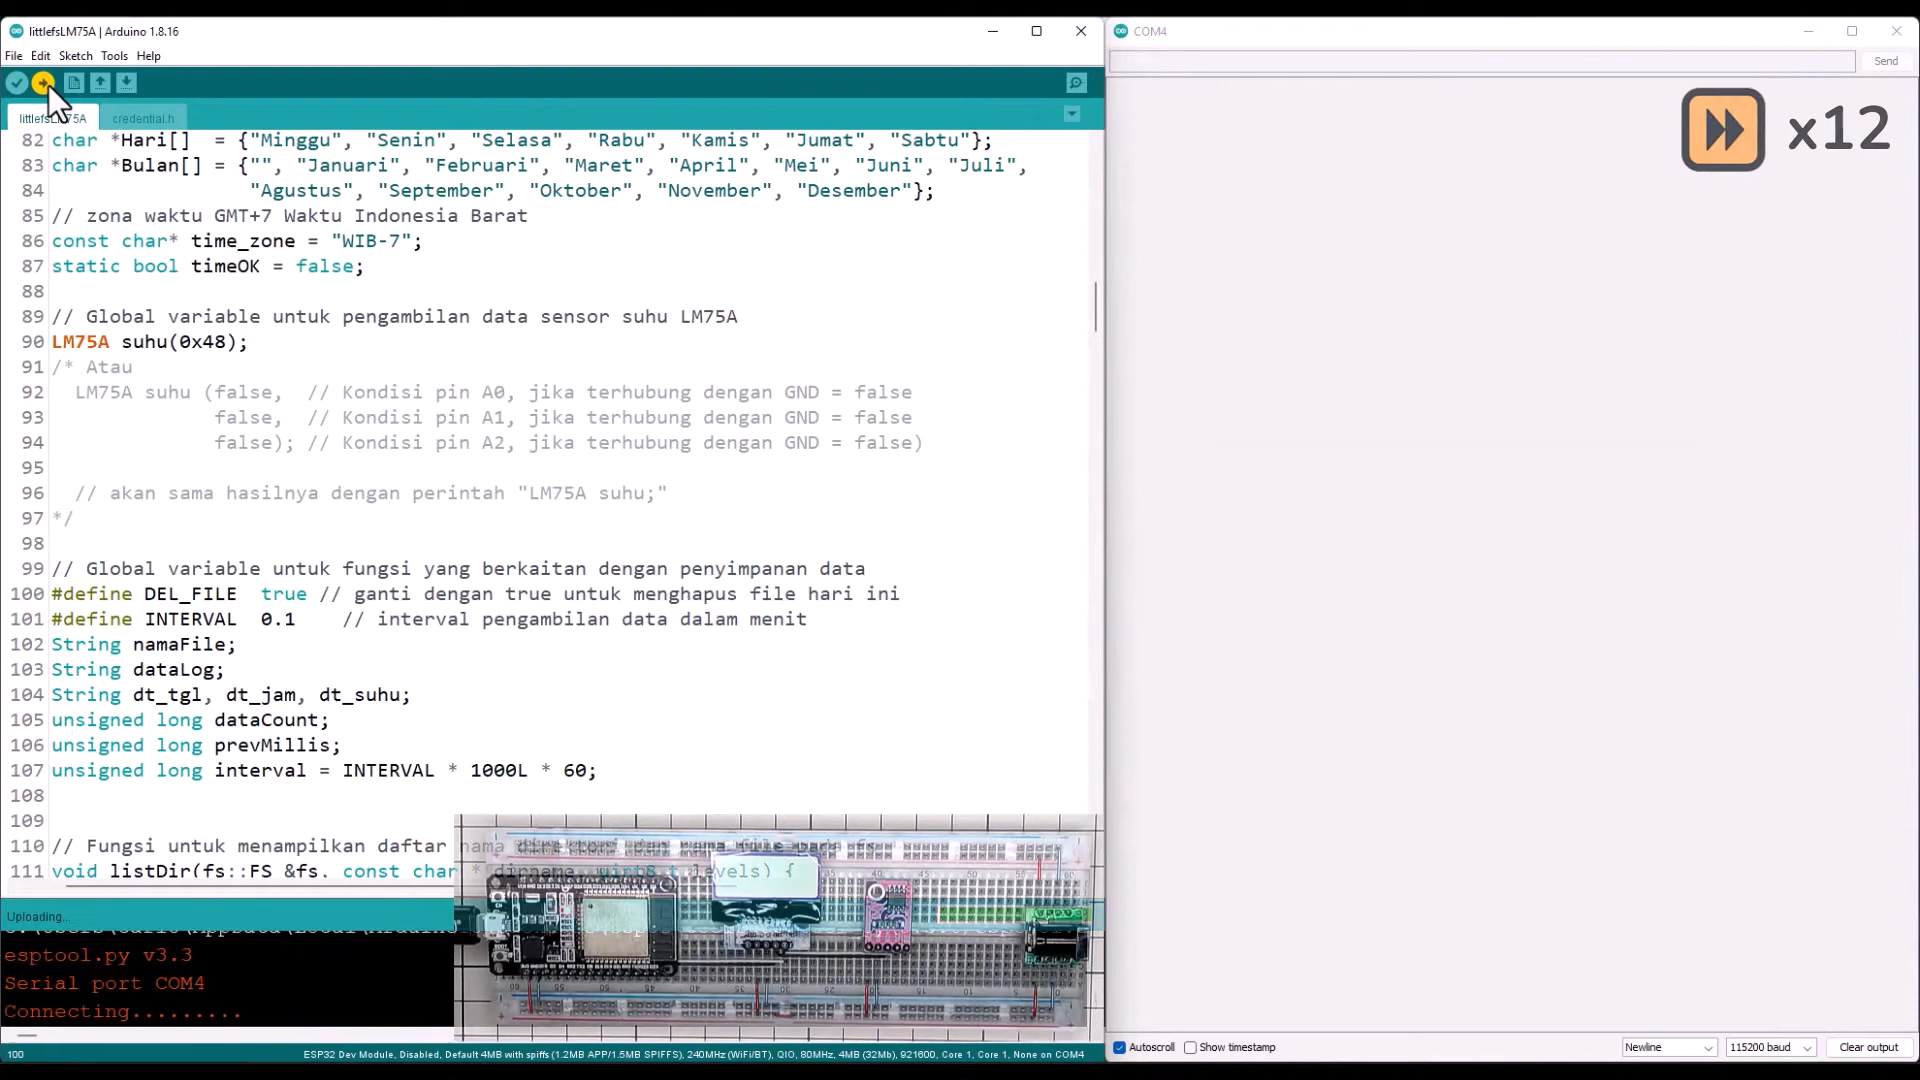 littlefsLM75A | Arduino 1.8.16
File Edit Sketch Tools Help
littlefsLM75A credential.h
82 char *Hari[] = {"Minggu", "Senin", "Selasa", "Rabu", "Kamis", "Jumat", "Sabtu"};
83 char *Bulan[] = {"", "Januari", "Februari", "Maret", "April", "Mei", "Juni", "Juli",
84 "Agustus", "September", "Oktober", "November", "Desember"};
85 // zona waktu GMT+7 Waktu Indonesia Barat
86 const char* time_zone = "WIB-7";
87 static bool timeOK = false;
88
89 // Global variable untuk pengambilan data sensor suhu LM75A
90 LM75A suhu(0x48);
91 /* Atau
92 LM75A suhu (false, // Kondisi pin A0, jika terhubung dengan GND = false
93 false, // Kondisi pin A1, jika terhubung dengan GND = false
94 false); // Kondisi pin A2, jika terhubung dengan GND = false)
95
96 // akan sama hasilnya dengan perintah "LM75A suhu;"
97 */
98
99 // Global variable untuk fungsi yang berkaitan dengan penyimpanan data
100 #define DEL_FILE true // ganti dengan true untuk menghapus file hari ini
101 #define INTERVAL 0.1 // interval pengambilan data dalam menit
102 String namaFile;
103 String dataLog;
104 String dt_tgl, dt_jam, dt_suhu;
105 unsigned long dataCount;
106 unsigned long prevMillis;
107 unsigned long interval = INTERVAL * 1000L * 60;
108
109
110 // Fungsi untuk menampilkan daftar nama
111 void listDir(fs::FS &fs, const char * dirname, uint8_t levels) {
Uploading...
esptool.py v3.3
Serial port COM4
Connecting.........
100 ESP32 Dev Module, Disabled, Default 4MB with spiffs (1.2MB APP/1.5MB SPIFFS), 240MHz (WiFi/BT), QIO, 80MHz, 4MB (32Mb), 921600, Core 1, Core 1, None on COM4
COM4
Send
x12
Autoscroll Show timestamp Newline 115200 baud Clear output